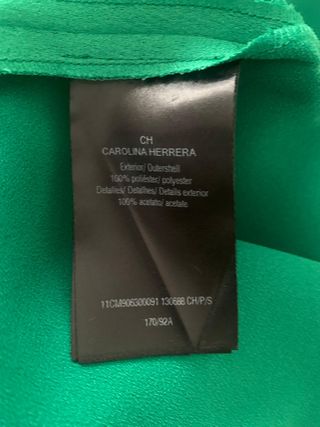 CH
CAROLINA HERRERA
Exterior/ Outershell
100% poliéster/ polyester
Detalles/ Detalhes/ Details exterior
100% acetato/ acetate
11CM906300091 130688 CH/P/S
170/92A